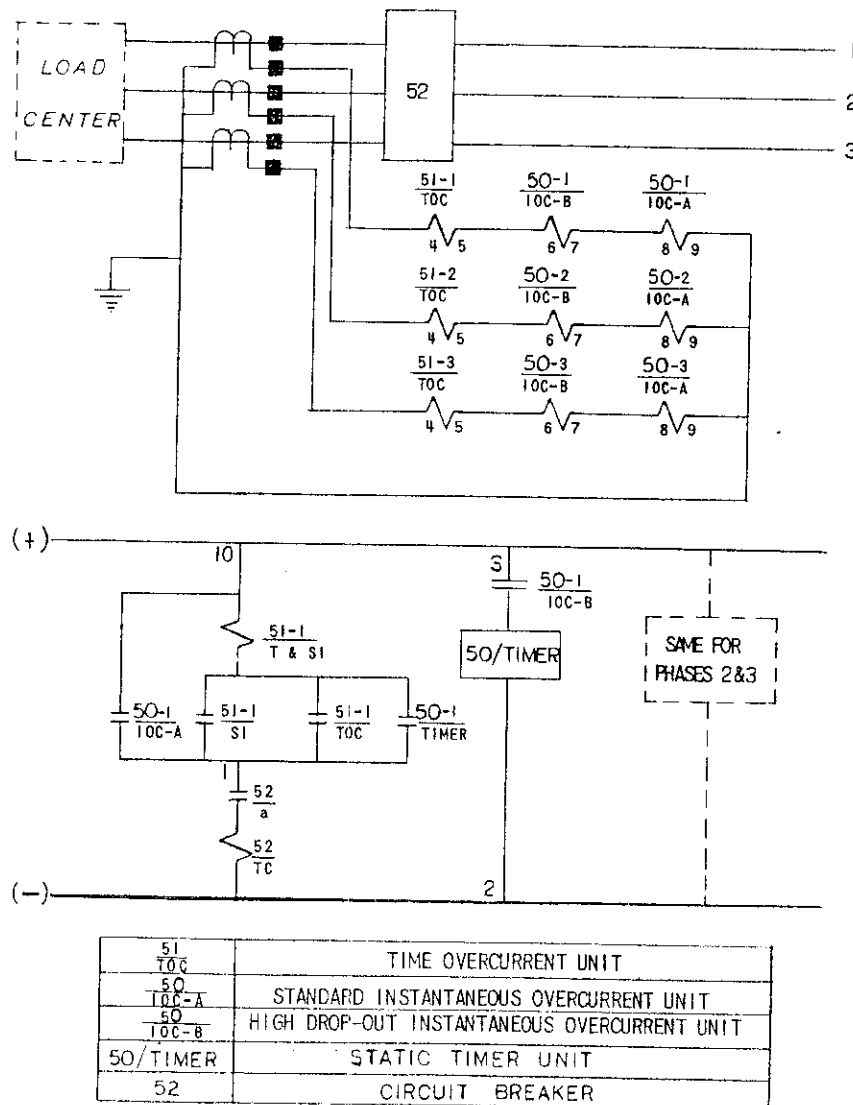 LOAD
CENTER
52
1
2
3
51-1
TOC
50-1
IOC-B
50-1
IOC-A
4 5
6 7
8 9
51-2
TOC
50-2
IOC-B
50-2
IOC-A
4 5
6 7
8 9
51-3
TOC
50-3
IOC-B
50-3
IOC-A
4 5
6 7
8 9
(+)
10
3
50-1
IOC-B
51-1
T & SI
50/TIMER
SAME FOR
PHASES 2&3
50-1
IOC-A
51-1
SI
51-1
TOC
50-1
TIMER
1
52
a
52
TC
(-)
2
51
TOC
TIME OVERCURRENT UNIT
50
IOC-A
STANDARD INSTANTANEOUS OVERCURRENT UNIT
50
IOC-B
HIGH DROP-OUT INSTANTANEOUS OVERCURRENT UNIT
50/TIMER
STATIC TIMER UNIT
52
CIRCUIT BREAKER